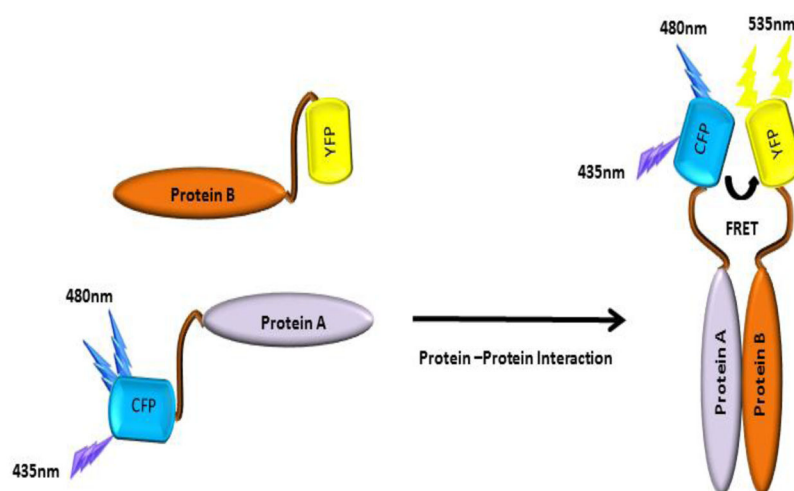 480nm
535nm
CFP
YFP
435nm
FRET
Protein A
Protein B
YFP
Protein B
480nm
Protein A
CFP
435nm
Protein –Protein Interaction